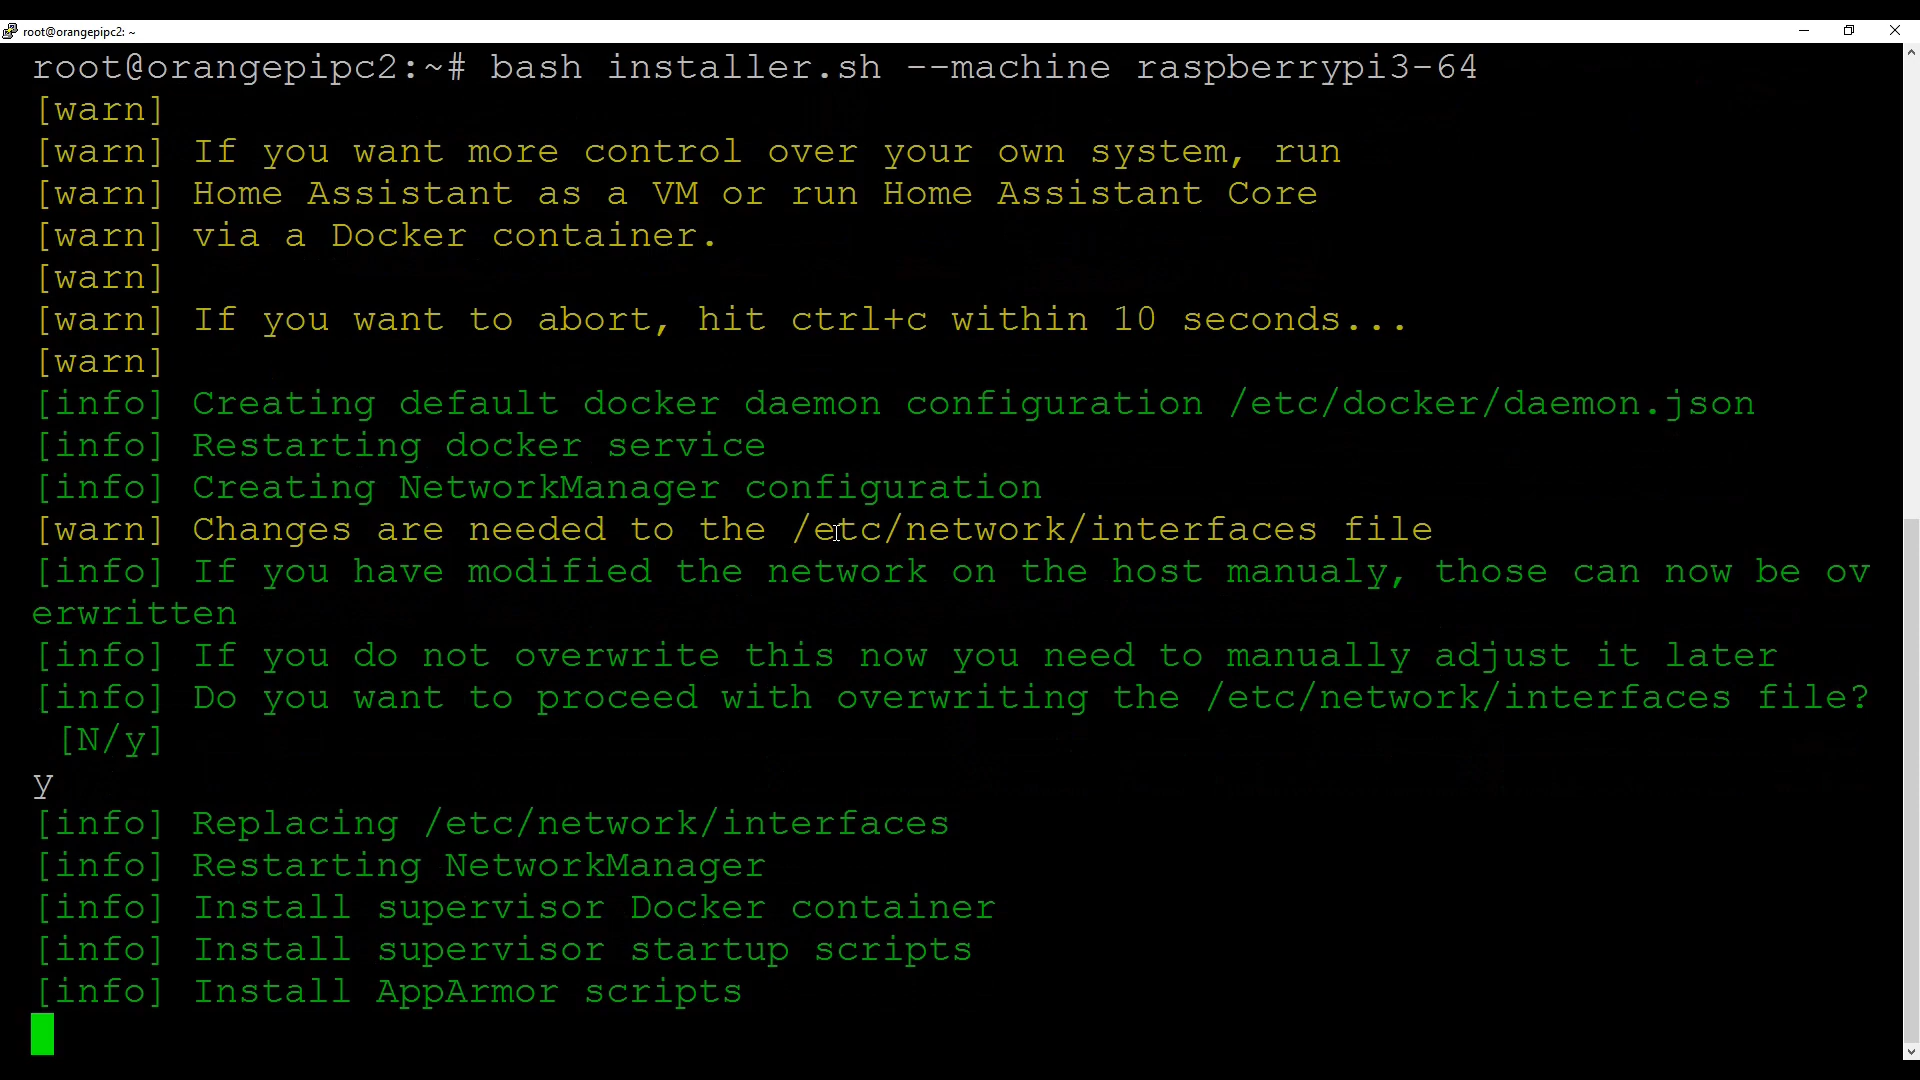 root@orangepipc2: ~
root@orangepipc2:~# bash installer.sh --machine raspberrypi3-64
[warn]
[warn] If you want more control over your own system, run
[warn] Home Assistant as a VM or run Home Assistant Core
[warn] via a Docker container.
[warn]
[warn] If you want to abort, hit ctrl+c within 10 seconds...
[warn]
[info] Creating default docker daemon configuration /etc/docker/daemon.json
[info] Restarting docker service
[info] Creating NetworkManager configuration
[warn] Changes are needed to the /etc/network/interfaces file
[info] If you have modified the network on the host manualy, those can now be ov
erwritten
[info] If you do not overwrite this now you need to manually adjust it later
[info] Do you want to proceed with overwriting the /etc/network/interfaces file?
 [N/y]
y
[info] Replacing /etc/network/interfaces
[info] Restarting NetworkManager
[info] Install supervisor Docker container
[info] Install supervisor startup scripts
[info] Install AppArmor scripts